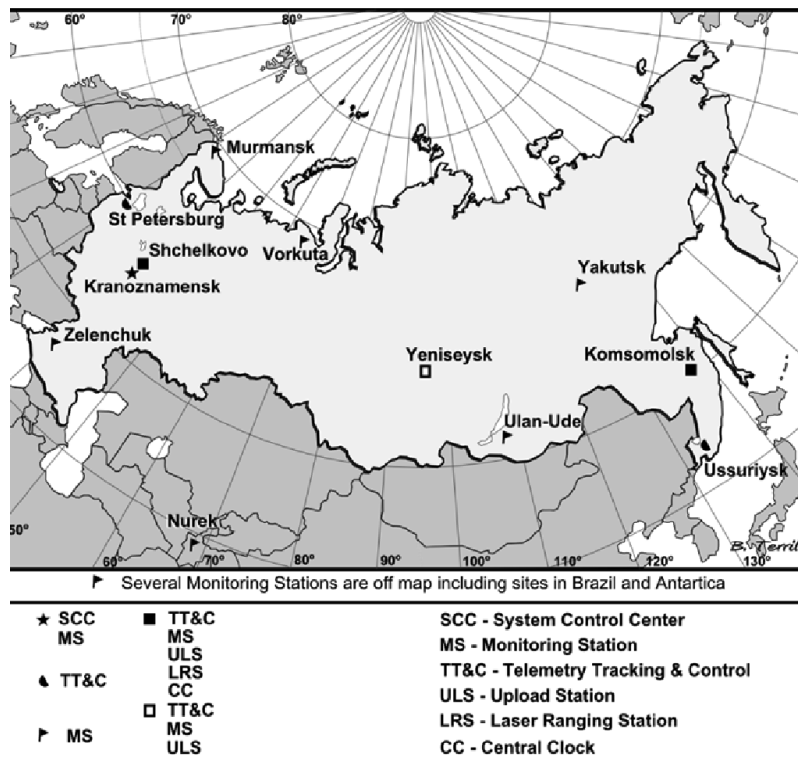 60° 70° 80°
Murmansk
St Petersburg
Shchelkovo
Vorkuta
Kranoznamensk
Yakutsk
Zelenchuk
Yeniseysk
Komsomolsk
Ulan-Ude
Ussuriysk
Nurek
50°
60° 70° 80° 90° 100° 110° 120° 130°
Several Monitoring Stations are off map including sites in Brazil and Antartica
SCC
MS
TT&C
MS
TT&C
MS
ULS
LRS
CC
TT&C
MS
ULS
SCC - System Control Center
MS - Monitoring Station
TT&C - Telemetry Tracking & Control
ULS - Upload Station
LRS - Laser Ranging Station
CC - Central Clock